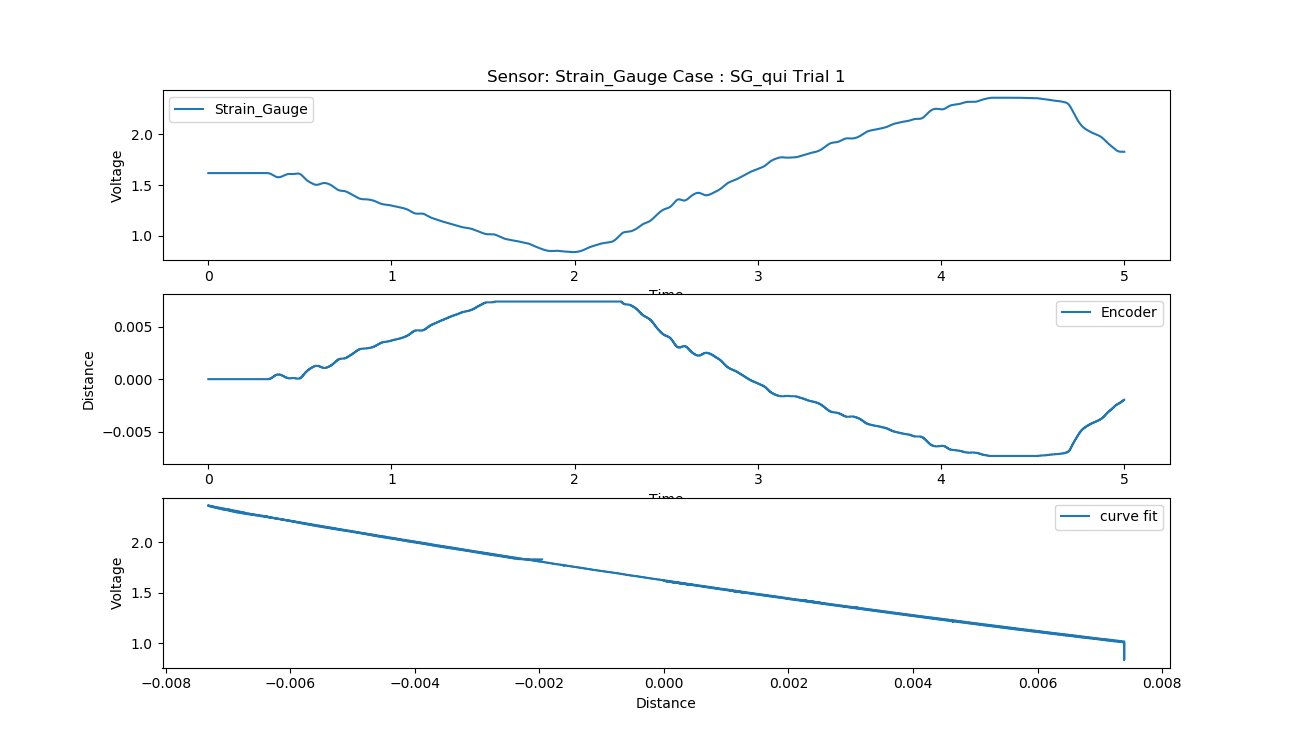 Sensor: Strain_Gauge Case : SG_qui Trial 1
Strain_Gauge
Voltage
2.0
1.5
1.0
0 1 2 3 4 5
Time
Encoder
Distance
0.005
0.000
−0.005
0 1 2 3 4 5
Time
curve fit
Voltage
2.0
1.5
1.0
−0.008 −0.006 −0.004 −0.002 0.000 0.002 0.004 0.006 0.008
Distance